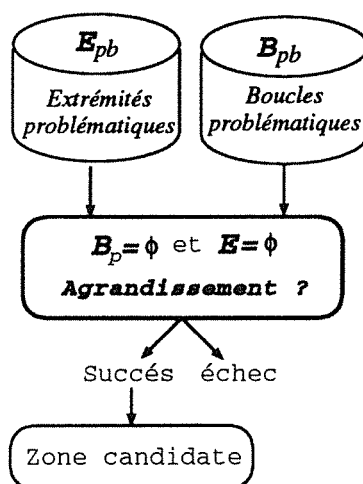 E_pb
Extrémités
problématiques
B_pb
Boucles
problématiques
B_p=ϕ et E=ϕ
Agrandissement ?
Succés échec
Zone candidate